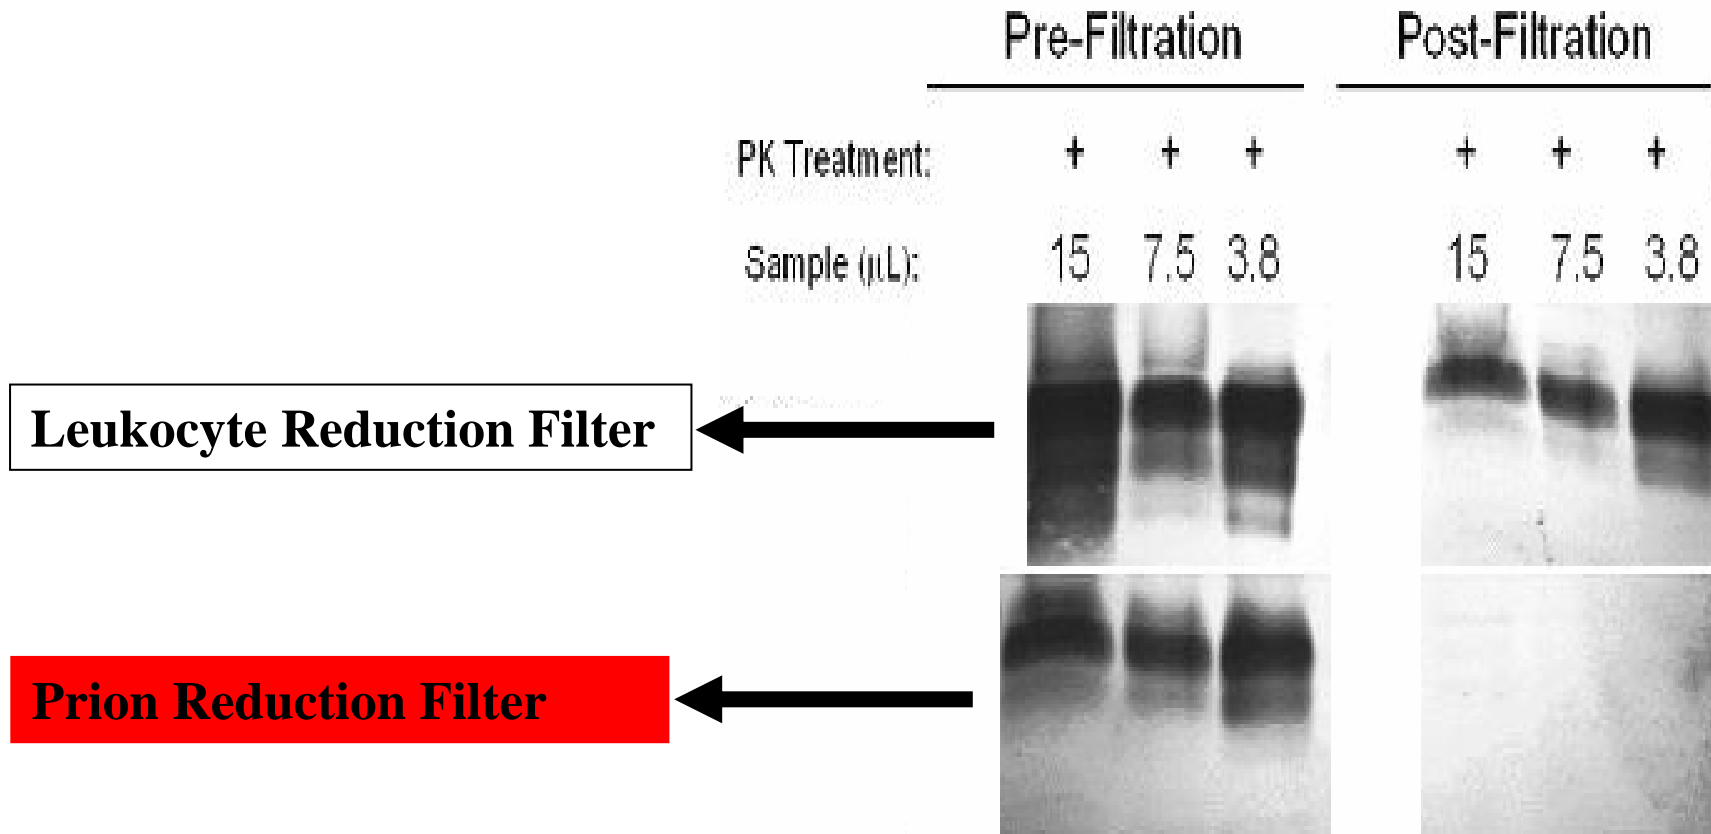 Pre-Filtration Post-Filtration
PK Treatment: + + + + + +
Sample (µL): 15 7.5 3.8 15 7.5 3.8
Leukocyte Reduction Filter
Prion Reduction Filter